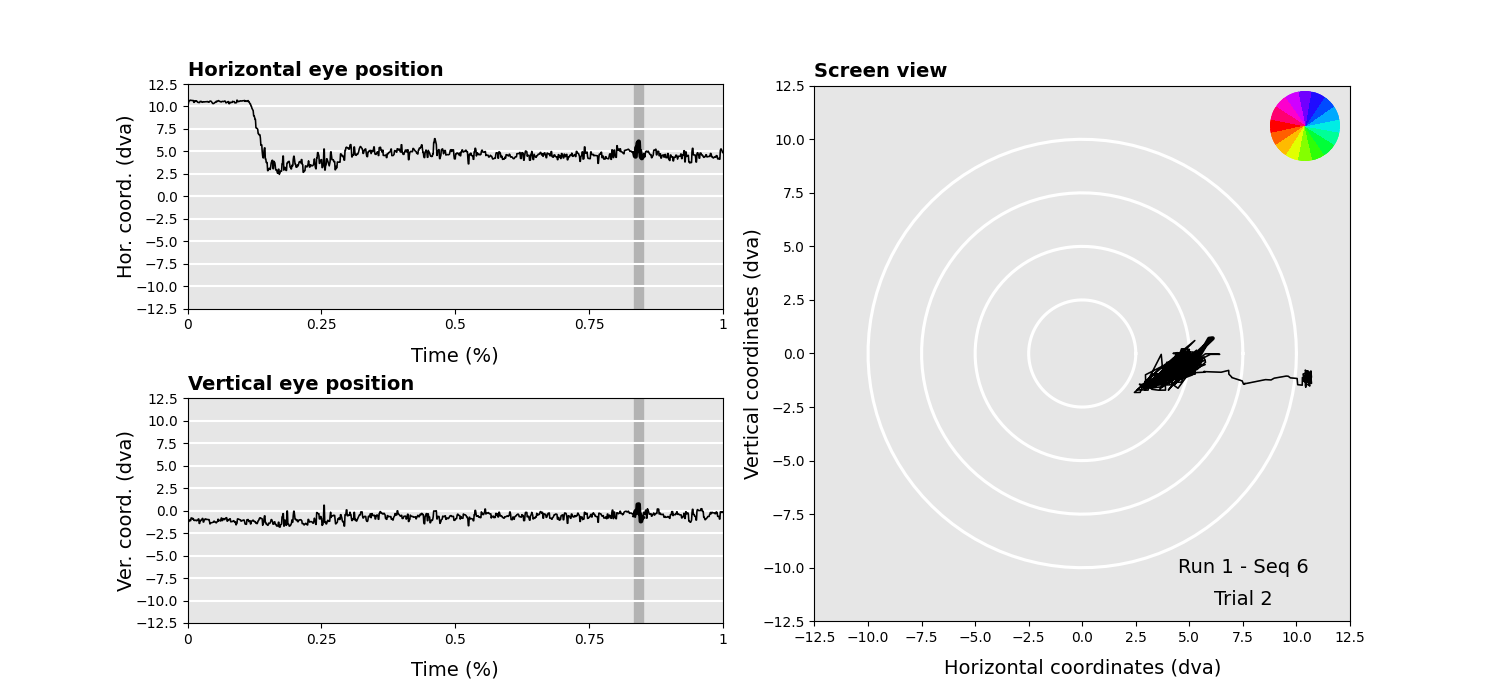 Horizontal eye position
12.5
10.0
7.5
5.0
2.5
0.0
−2.5
−5.0
−7.5
−10.0
−12.5
Hor. coord. (dva)
0 0.25 0.5 0.75 1
Time (%)
Vertical eye position
12.5
10.0
7.5
5.0
2.5
0.0
−2.5
−5.0
−7.5
−10.0
−12.5
Ver. coord. (dva)
0 0.25 0.5 0.75 1
Time (%)
Screen view
12.5
10.0
7.5
5.0
2.5
0.0
−2.5
−5.0
−7.5
−10.0
−12.5
Vertical coordinates (dva)
Run 1 - Seq 6
Trial 2
−12.5 −10.0 −7.5 −5.0 −2.5 0.0 2.5 5.0 7.5 10.0 12.5
Horizontal coordinates (dva)